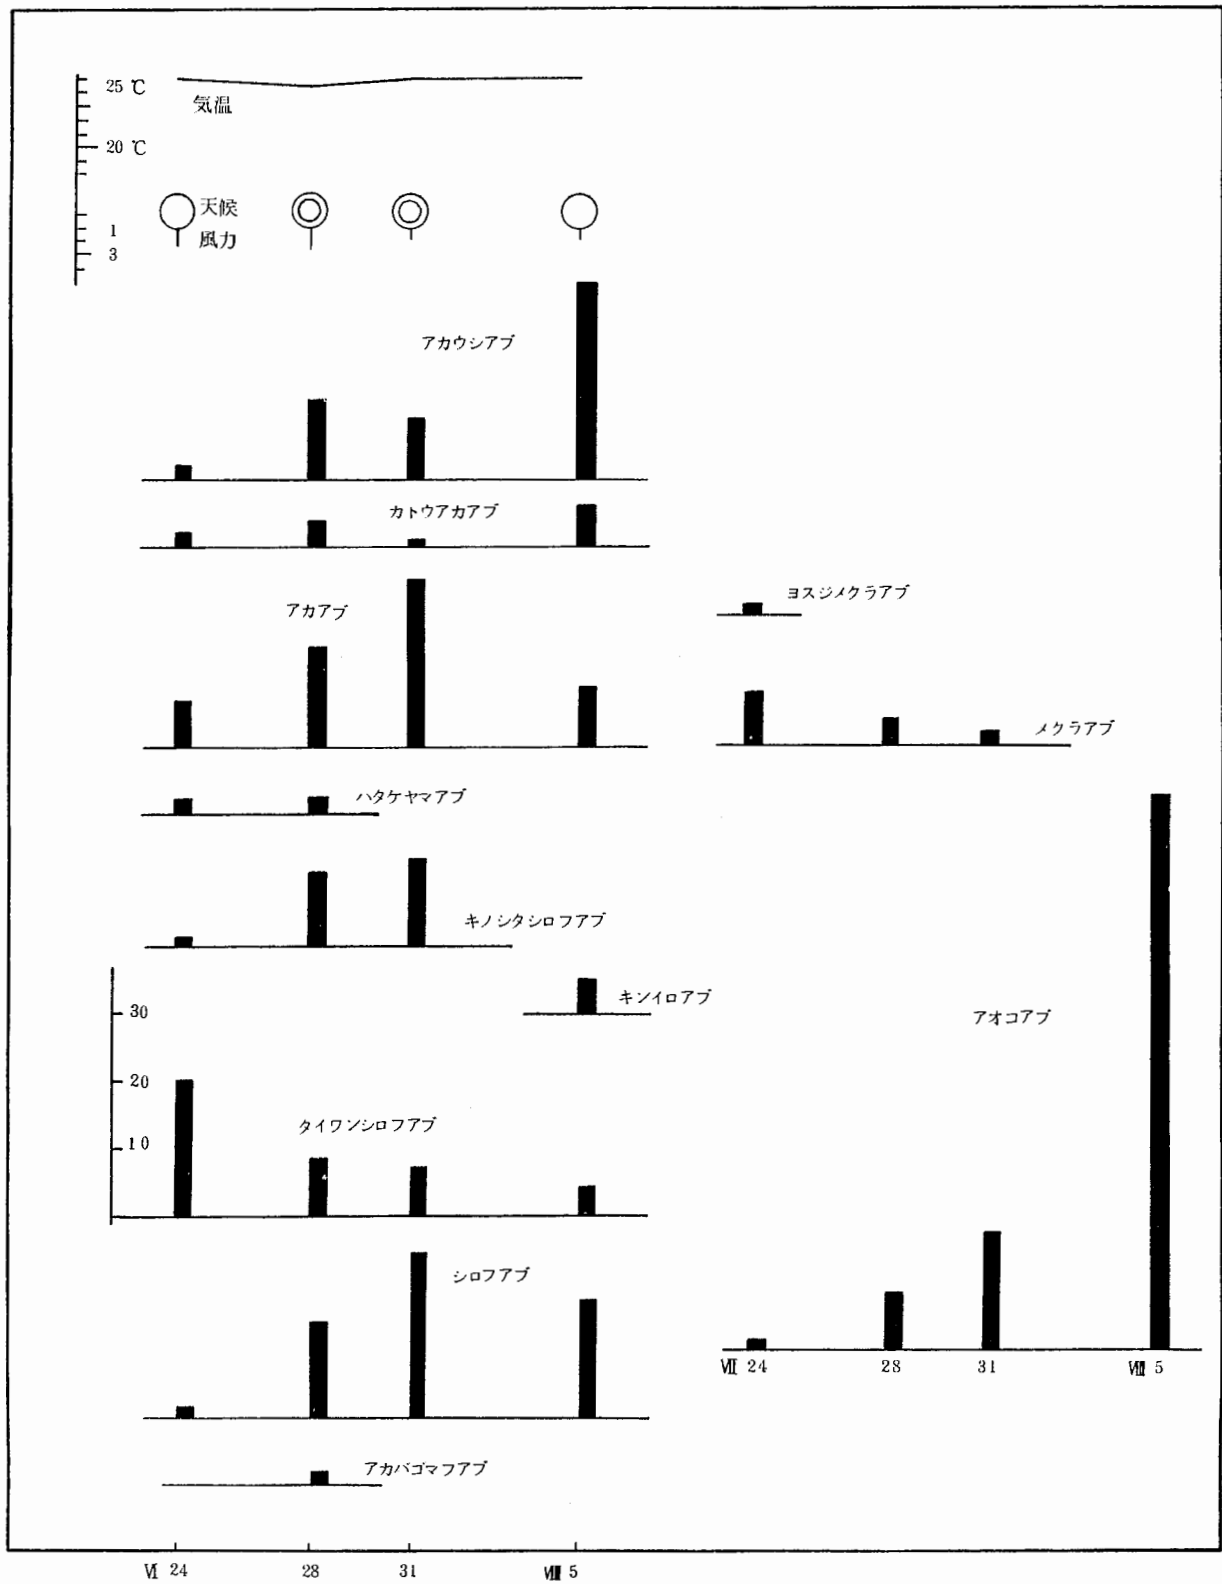 25 ℃
気温
20 ℃
天候
1
風力
3
アカウシアブ
カトウアカアブ
ヨスジメクラアブ
アカアブ
メクラアブ
ハタケヤマアブ
キノシタシロフアブ
キンイロアブ
30
アオコアブ
20
タイワンシロフアブ
10
シロフアブ
Ⅶ 24 28 31 Ⅷ 5
アカバゴマフアブ
Ⅵ 24 28 31 Ⅷ 5